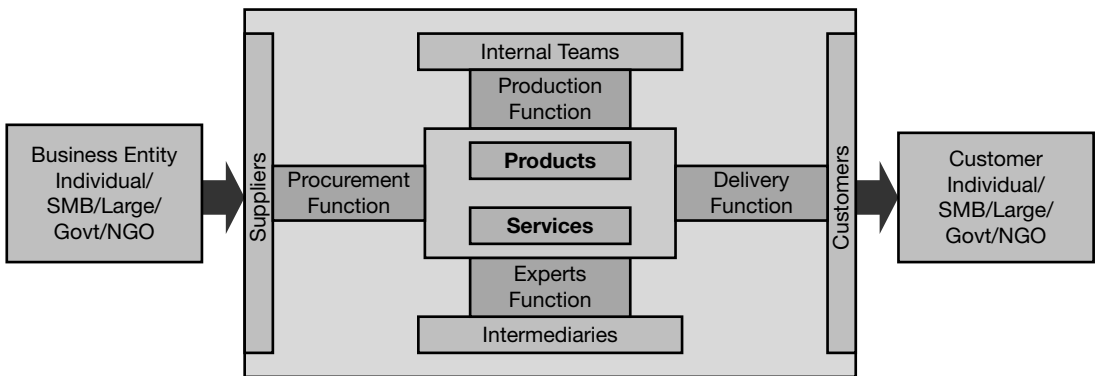 Business Entity
Individual/
SMB/Large/
Govt/NGO
Suppliers
Procurement
Function
Internal Teams
Production
Function
Products
Services
Experts
Function
Intermediaries
Delivery
Function
Customers
Customer
Individual/
SMB/Large/
Govt/NGO